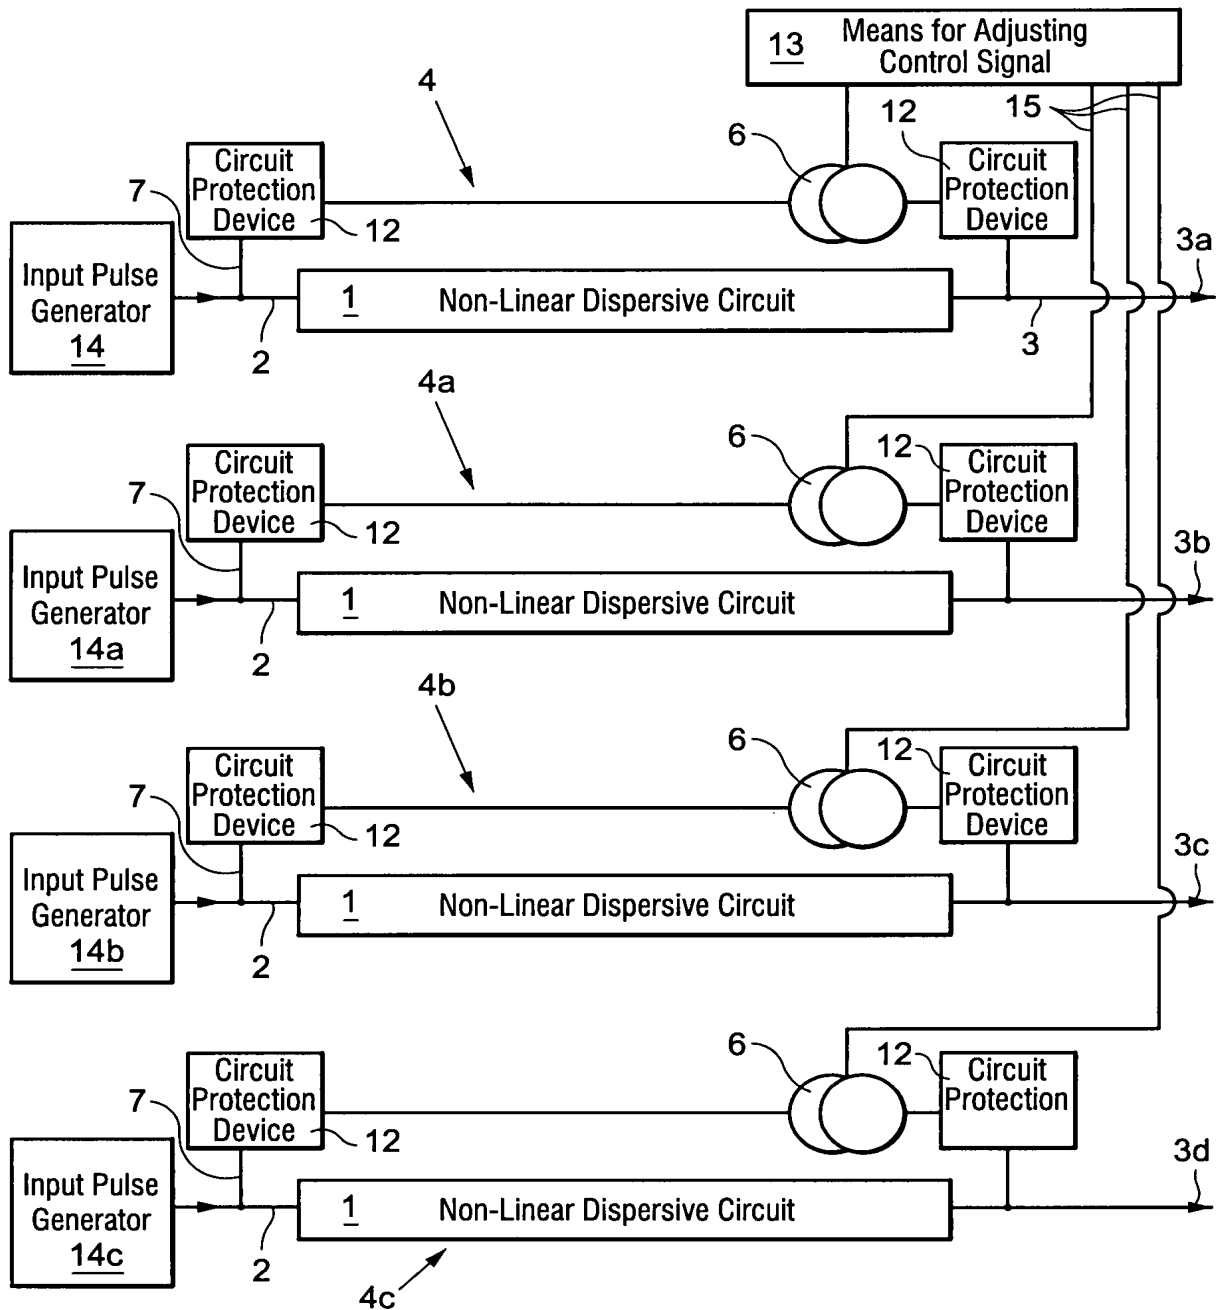 13
Means for Adjusting
Control Signal
4
15
12
6
Circuit
Protection
Device
12
Circuit
Protection
Device
7
3a
Input Pulse
Generator
14
1
Non-Linear Dispersive Circuit
2
3
4a
6
12
Circuit
Protection
Device
12
Circuit
Protection
Device
7
3b
Input Pulse
Generator
14a
1
Non-Linear Dispersive Circuit
2
4b
6
12
Circuit
Protection
Device
12
Circuit
Protection
Device
7
3c
Input Pulse
Generator
14b
1
Non-Linear Dispersive Circuit
2
6
12
Circuit
Protection
Device
12
Circuit
Protection
7
3d
Input Pulse
Generator
14c
1
Non-Linear Dispersive Circuit
2
4c